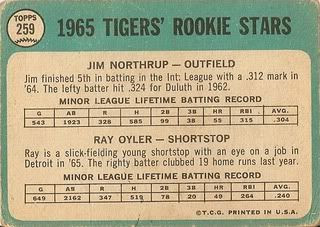 TOPPS
259
1965 TIGERS' ROOKIE STARS
JIM NORTHRUP - OUTFIELD
Jim finished 5th in batting in the Int: League with a .312 mark in
'64. The lefty batter hit .324 for Duluth in 1962.
MINOR LEAGUE LIFETIME BATTING RECORD
G AB R H 2B 3B HR RBI AVG.
543 1923 328 585 99 38 55 315 .304
RAY OYLER - SHORTSTOP
Ray is a slick-fielding young shortstop with an eye on a job in
Detroit in '65. The righty batter clubbed 19 home runs last year.
MINOR LEAGUE LIFETIME BATTING RECORD
G AB R H 2B 3B HR RBI AVG.
649 2162 347 519 78 20 49 264 .240
©T.C.G. PRINTED IN U.S.A.